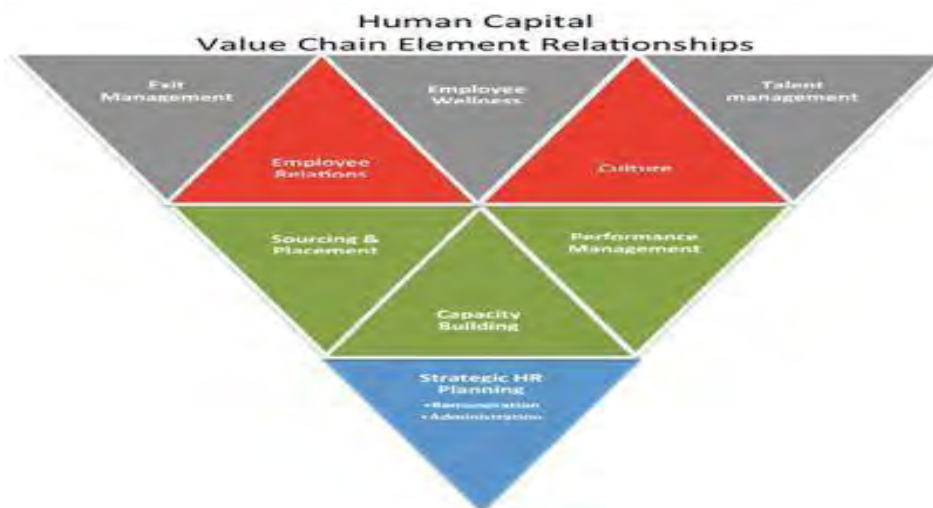 Human Capital
Value Chain Element Relationships
Exit
Management
Employee
Wellness
Talent
management
Employee
Relations
Culture
Sourcing &
Placement
Performance
Management
Capacity
Building
Strategic HR
Planning
•Remuneration
•Administration